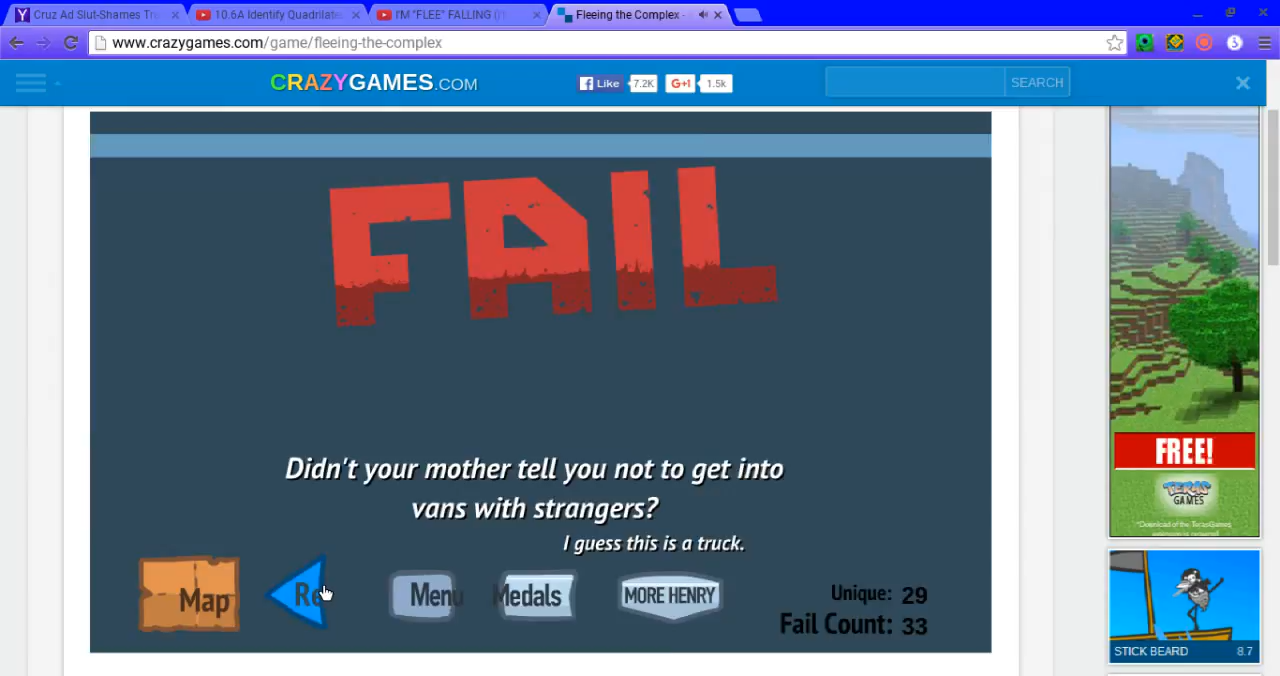 Cruz Ad Slut-Shames Tr
10.6A Identify Quadrilate
I'M "FLEE" FALLING (
Fleeing the Complex -
www.crazygames.com/game/fleeing-the-complex
CRAZYGAMES.COM
Like 7.2K G+1 1.5k
SEARCH
FAIL
Didn't your mother tell you not to get into
vans with strangers?
I guess this is a truck.
Map
Re
Menu
Medals
MORE HENRY
Unique: 29
Fail Count: 33
FREE!
TERAS
GAMES
STICK BEARD 8.7